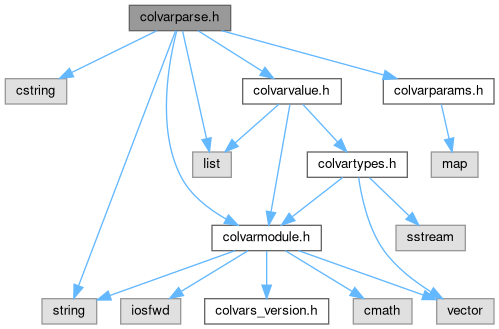 colvarparse.h
cstring
colvarvalue.h
colvarparams.h
list
colvartypes.h
map
colvarmodule.h
sstream
string
iosfwd
colvars_version.h
cmath
vector